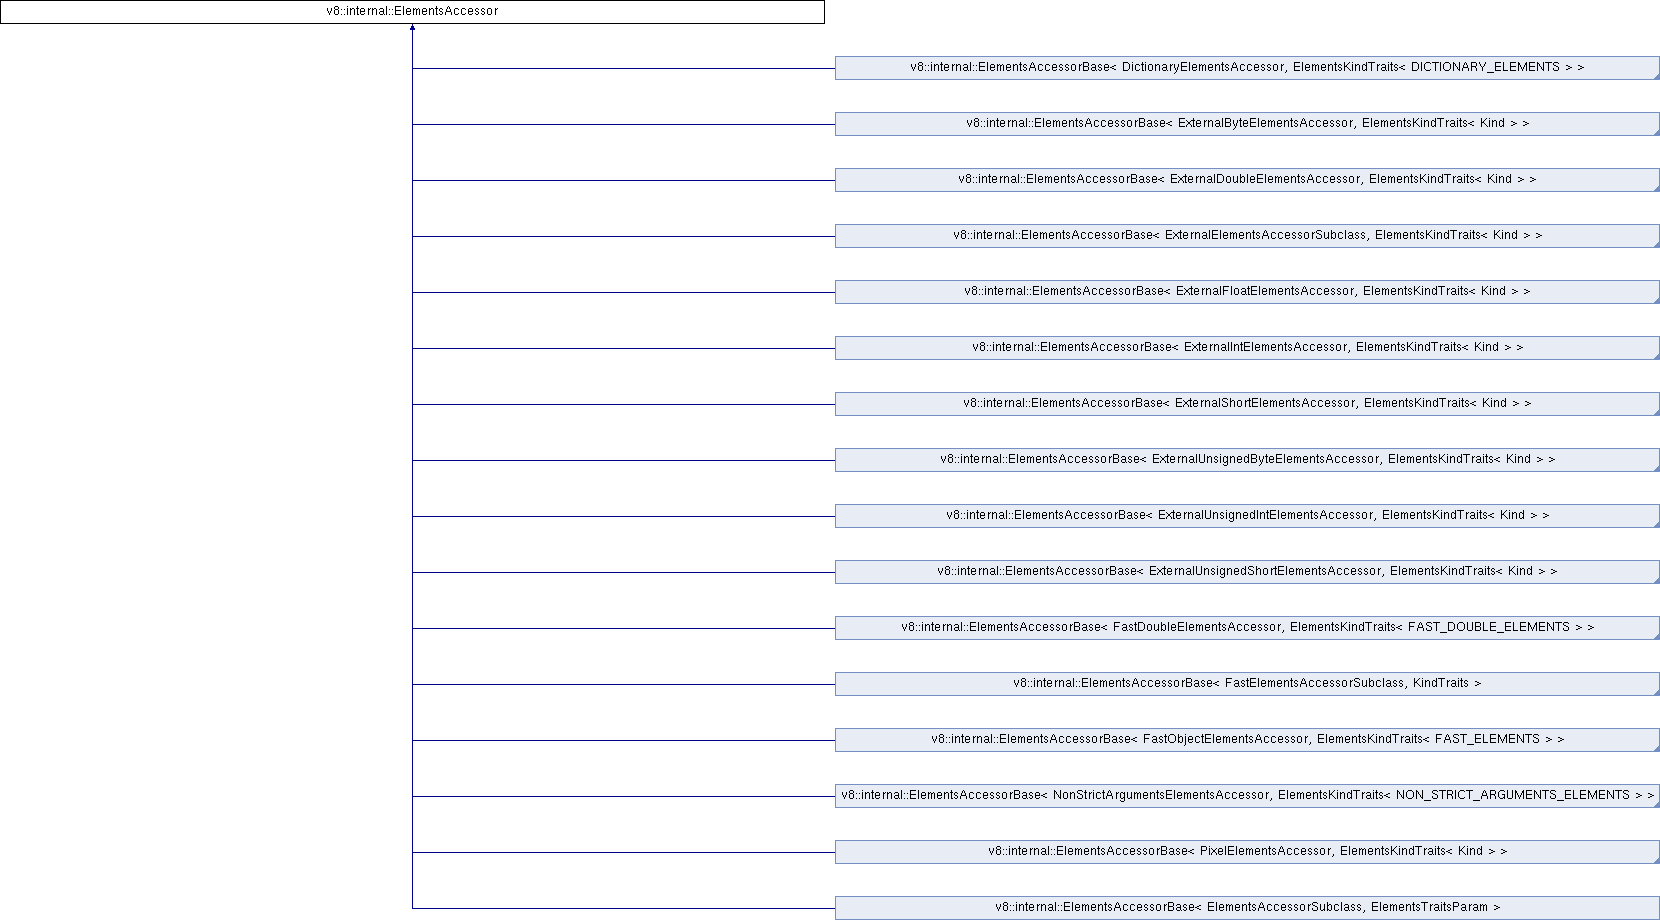 v8::internal::ElementsAccessor
v8::internal::ElementsAccessorBase< DictionaryElementsAccessor, ElementsKindTraits< DICTIONARY_ELEMENTS > >
v8::internal::ElementsAccessorBase< ExternalByteElementsAccessor, ElementsKindTraits< Kind > >
v8::internal::ElementsAccessorBase< ExternalDoubleElementsAccessor, ElementsKindTraits< Kind > >
v8::internal::ElementsAccessorBase< ExternalElementsAccessorSubclass, ElementsKindTraits< Kind > >
v8::internal::ElementsAccessorBase< ExternalFloatElementsAccessor, ElementsKindTraits< Kind > >
v8::internal::ElementsAccessorBase< ExternalIntElementsAccessor, ElementsKindTraits< Kind > >
v8::internal::ElementsAccessorBase< ExternalShortElementsAccessor, ElementsKindTraits< Kind > >
v8::internal::ElementsAccessorBase< ExternalUnsignedByteElementsAccessor, ElementsKindTraits< Kind > >
v8::internal::ElementsAccessorBase< ExternalUnsignedIntElementsAccessor, ElementsKindTraits< Kind > >
v8::internal::ElementsAccessorBase< ExternalUnsignedShortElementsAccessor, ElementsKindTraits< Kind > >
v8::internal::ElementsAccessorBase< FastDoubleElementsAccessor, ElementsKindTraits< FAST_DOUBLE_ELEMENTS > >
v8::internal::ElementsAccessorBase< FastElementsAccessorSubclass, KindTraits >
v8::internal::ElementsAccessorBase< FastObjectElementsAccessor, ElementsKindTraits< FAST_ELEMENTS > >
v8::internal::ElementsAccessorBase< NonStrictArgumentsElementsAccessor, ElementsKindTraits< NON_STRICT_ARGUMENTS_ELEMENTS > >
v8::internal::ElementsAccessorBase< PixelElementsAccessor, ElementsKindTraits< Kind > >
v8::internal::ElementsAccessorBase< ElementsAccessorSubclass, ElementsTraitsParam >